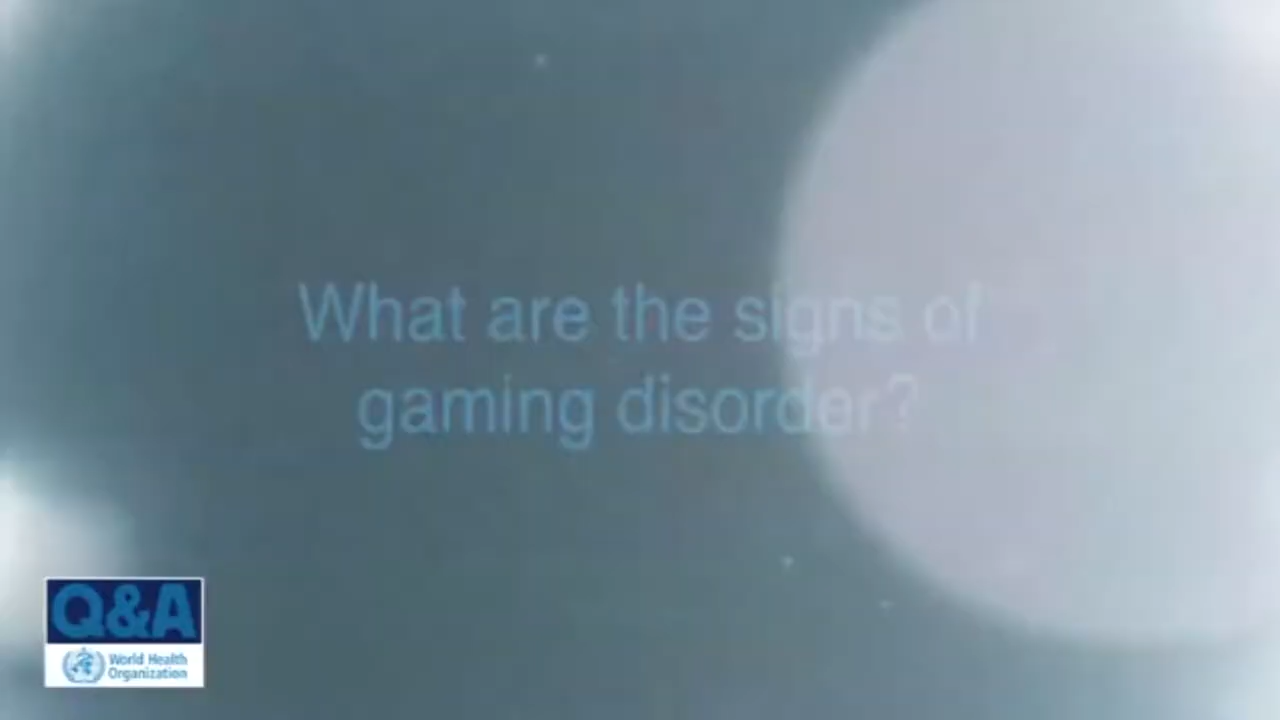 What are the signs of
gaming disorder?
Q&A
World Health
Organization